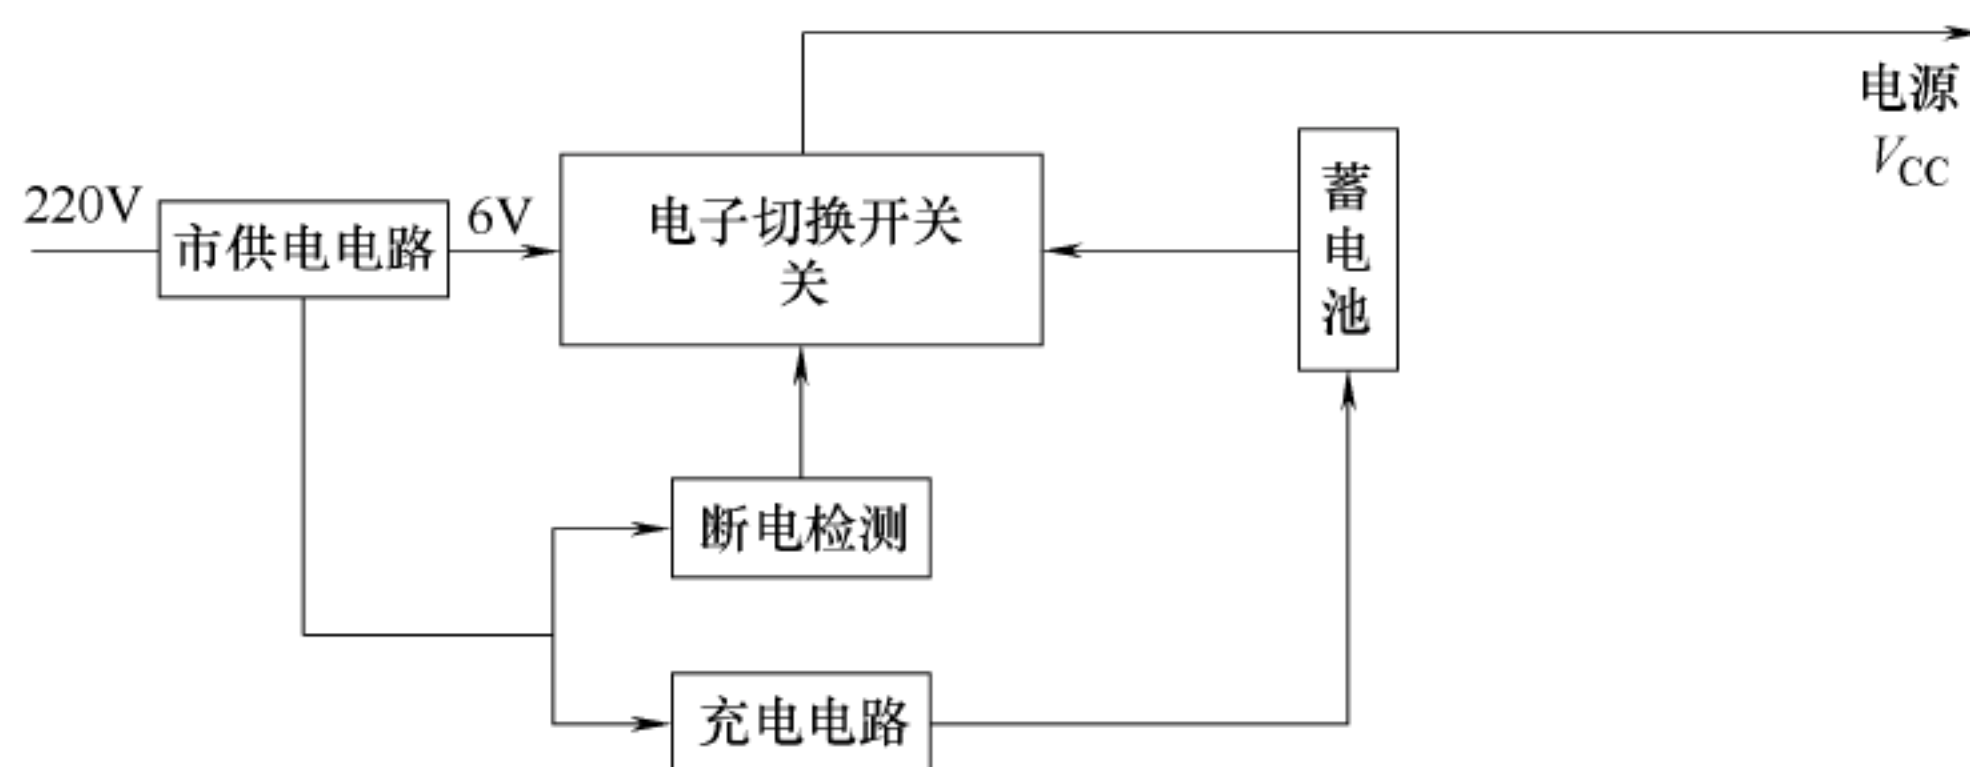 电源
V_CC
220V
市供电电路
6V
电子切换开关
关
蓄
电
池
断电检测
充电电路